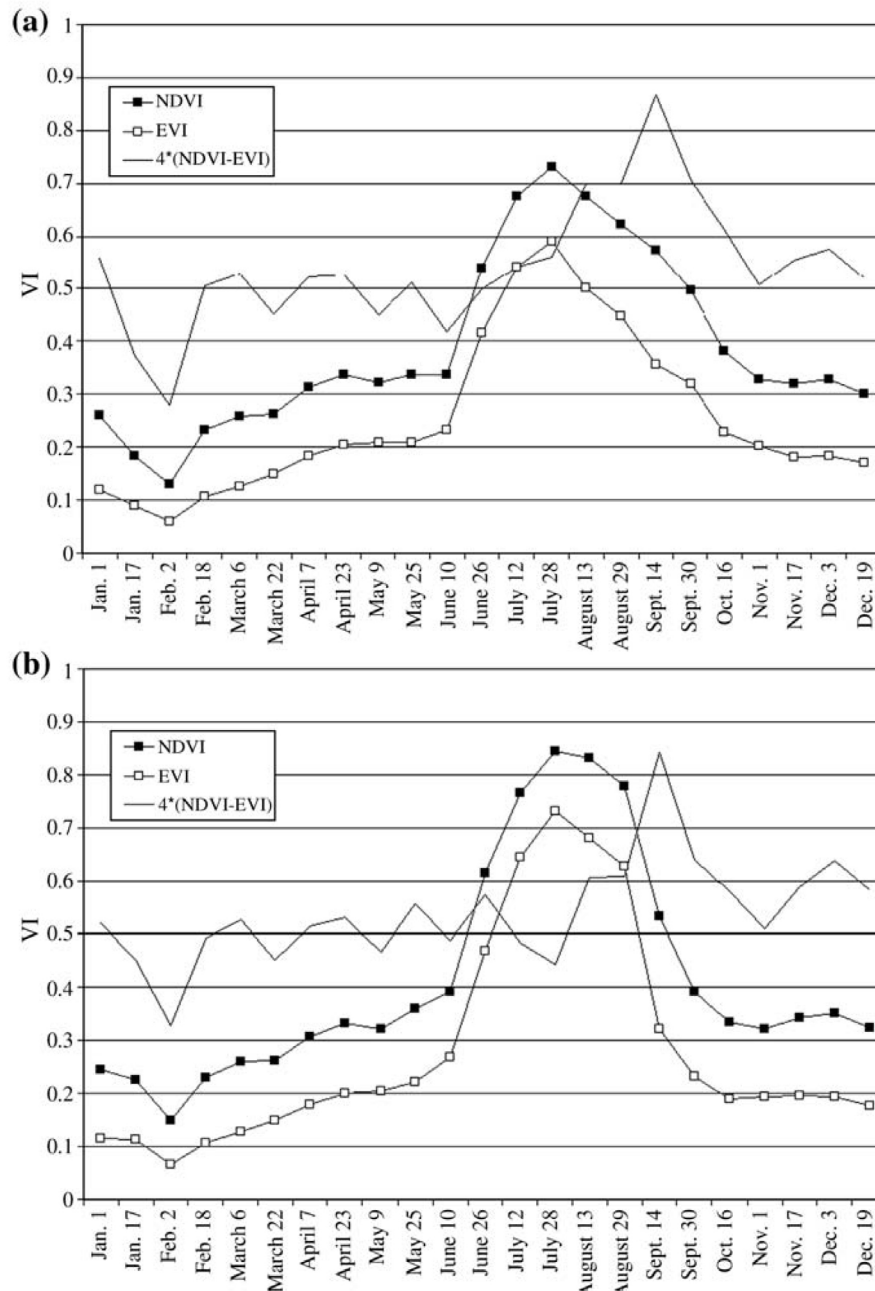 (a)
1
0.9
0.8
0.7
0.6
0.5
0.4
0.3
0.2
0.1
0
VI
NDVI
EVI
4*(NDVI-EVI)
Jan. 1
Jan. 17
Feb. 2
Feb. 18
March 6
March 22
April 7
April 23
May 9
May 25
June 10
June 26
July 12
July 28
August 13
August 29
Sept. 14
Sept. 30
Oct. 16
Nov. 1
Nov. 17
Dec. 3
Dec. 19
(b)
1
0.9
0.8
0.7
0.6
0.5
0.4
0.3
0.2
0.1
0
VI
NDVI
EVI
4*(NDVI-EVI)
Jan. 1
Jan. 17
Feb. 2
Feb. 18
March 6
March 22
April 7
April 23
May 9
May 25
June 10
June 26
July 12
July 28
August 13
August 29
Sept. 14
Sept. 30
Oct. 16
Nov. 1
Nov. 17
Dec. 3
Dec. 19